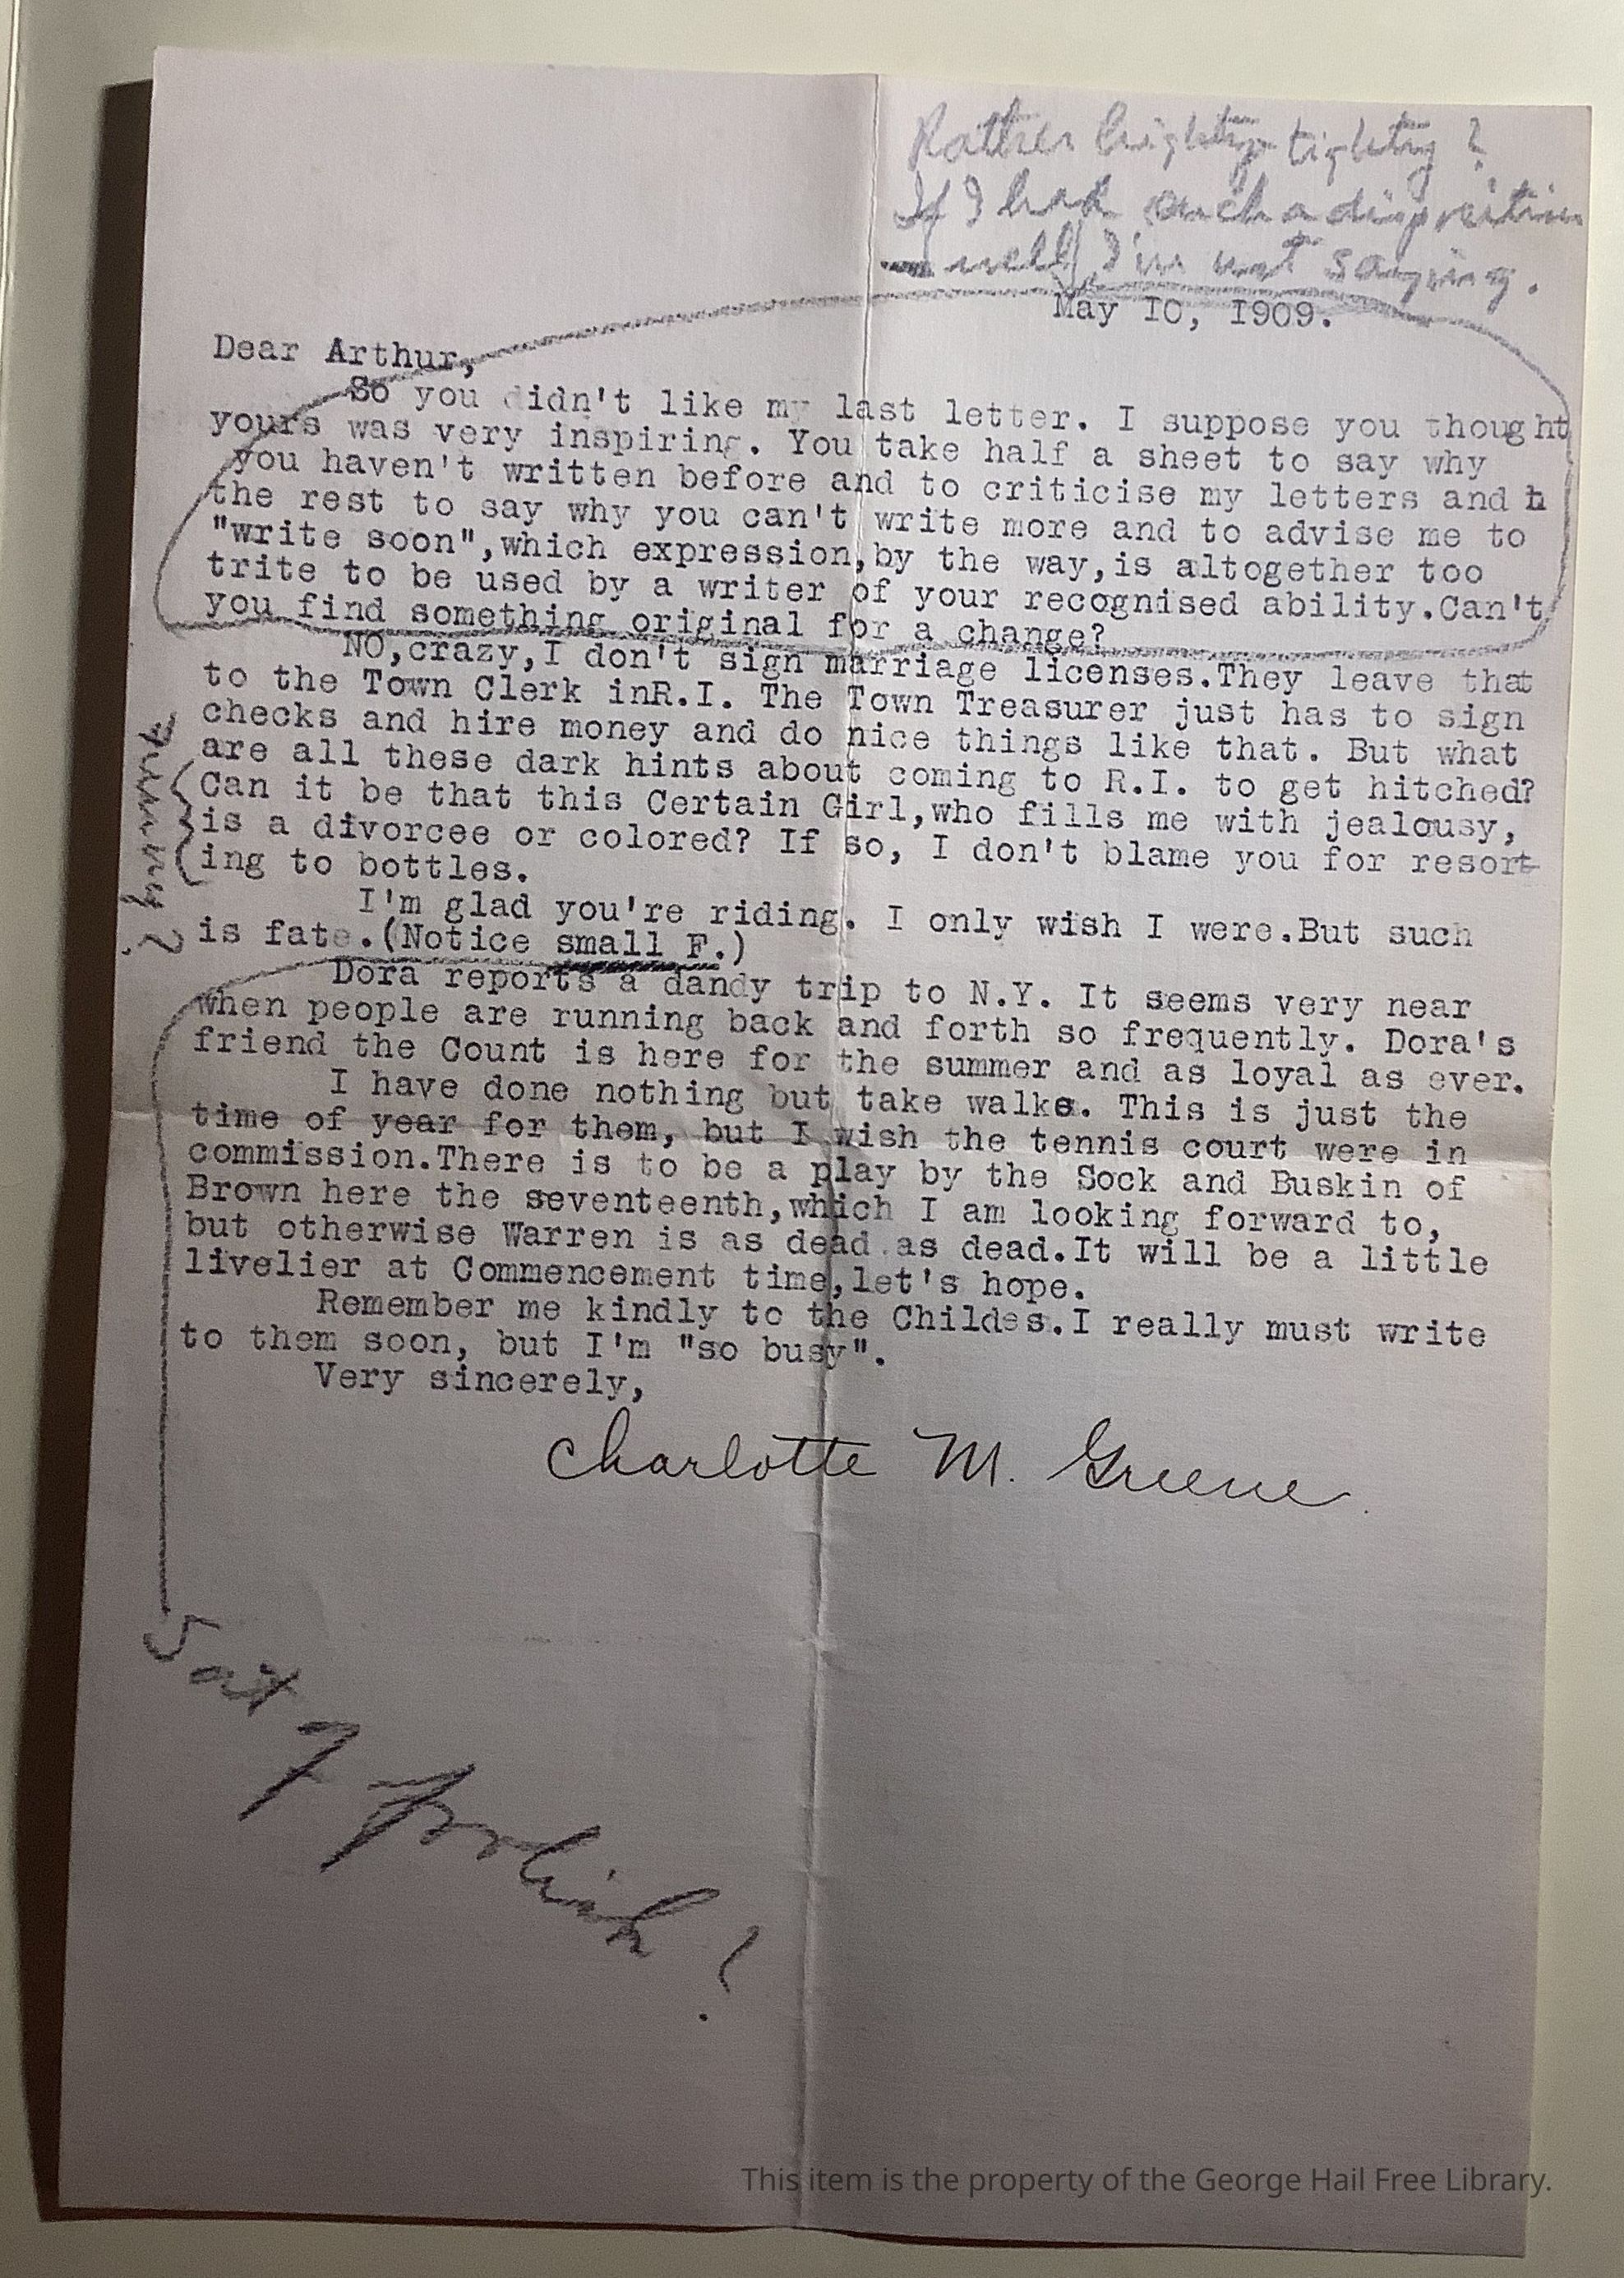 Rather highty tighty?
If I had such a disposition
— well, I'm not saying.
May 10, 1909.
Dear Arthur,
So you didn't like my last letter. I suppose you thought
yours was very inspiring. You take half a sheet to say why
you haven't written before and to criticise my letters and h
the rest to say why you can't write more and to advise me to
"write soon",which expression,by the way,is altogether too
trite to be used by a writer of your recognised ability.Can't
you find something original for a change?
NO,crazy,I don't sign marriage licenses.They leave that
to the Town Clerk inR.I. The Town Treasurer just has to sign
checks and hire money and do nice things like that. But what
are all these dark hints about coming to R.I. to get hitched?
Can it be that this Certain Girl,who fills me with jealousy,
is a divorcee or colored? If so, I don't blame you for resort-
ing to bottles.
Funny?
I'm glad you're riding. I only wish I were.But such
is fate.(Notice small F.)
Dora reports a dandy trip to N.Y. It seems very near
when people are running back and forth so frequently. Dora's
friend the Count is here for the summer and as loyal as ever.
I have done nothing but take walks. This is just the
time of year for them, but I wish the tennis court were in
commission.There is to be a play by the Sock and Buskin of
Brown here the seventeenth,which I am looking forward to,
but otherwise Warren is as dead as dead.It will be a little
livelier at Commencement time,let's hope.
Remember me kindly to the Childes.I really must write
to them soon, but I'm "so busy".
Very sincerely,
Charlotte M. Greene
Foolish?
This item is the property of the George Hail Free Library.